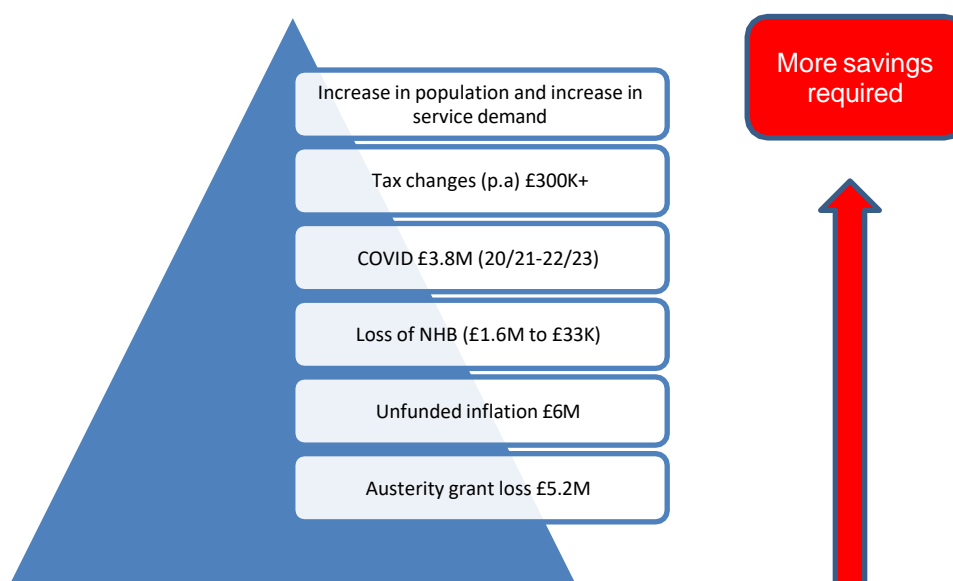 More savings
required
Increase in population and increase in
service demand
Tax changes (p.a) £300K+
COVID £3.8M (20/21-22/23)
Loss of NHB (£1.6M to £33K)
Unfunded inflation £6M
Austerity grant loss £5.2M